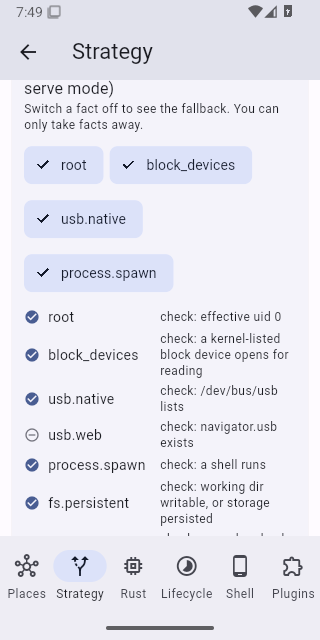 7:49
Strategy
serve mode)
Switch a fact off to see the fallback. You can
only take facts away.
root
block_devices
usb.native
process.spawn
root
check: effective uid 0
block_devices
check: a kernel-listed
block device opens for
reading
usb.native
check: /dev/bus/usb
lists
usb.web
check: navigator.usb
exists
process.spawn
check: a shell runs
fs.persistent
check: working dir
writable, or storage
persisted
Places
Strategy
Rust
Lifecycle
Shell
Plugins